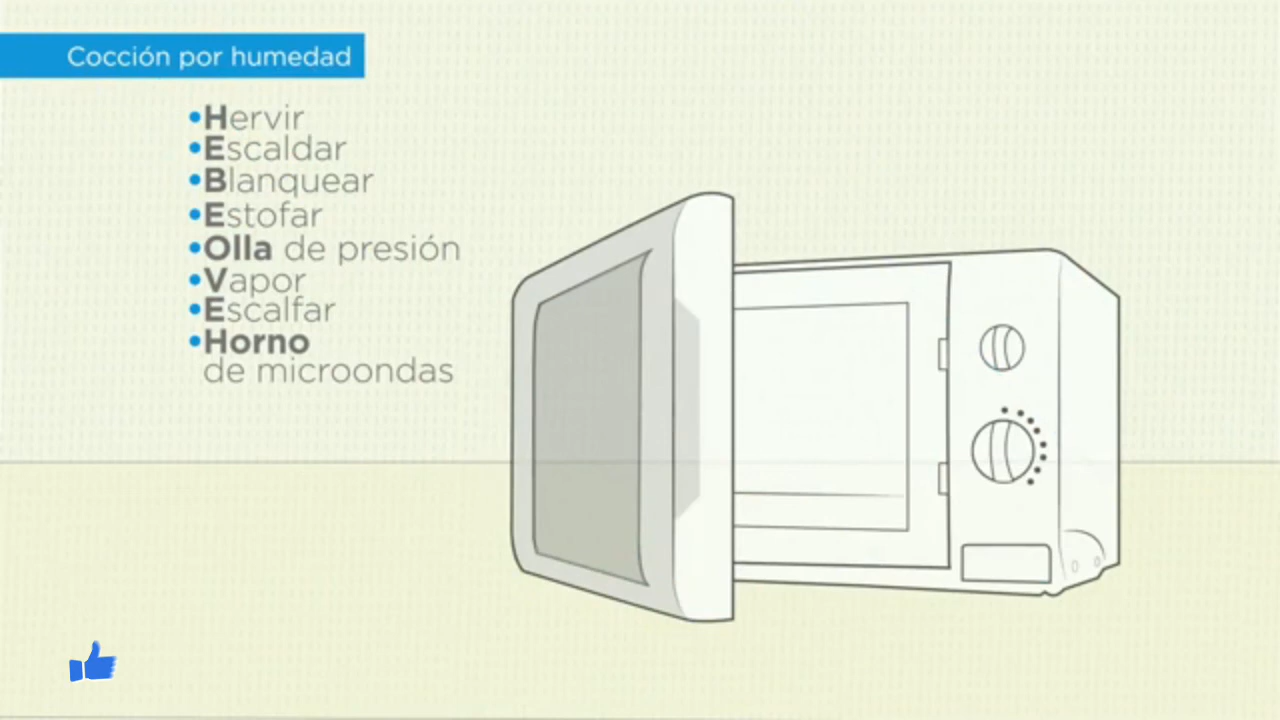 Cocción por humedad
•Hervir
•Escaldar
•Blanquear
•Estofar
•Olla de presión
•Vapor
•Escalfar
•Horno
de microondas